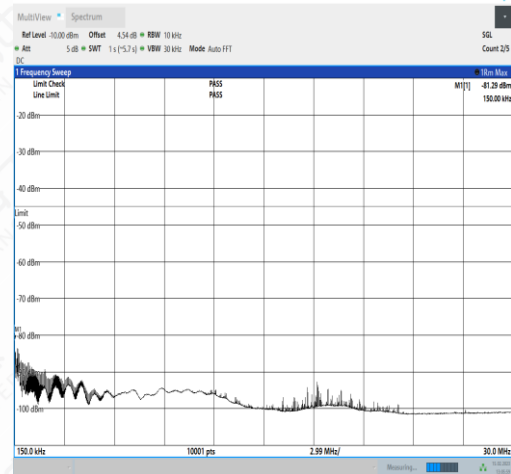 MultiView Spectrum
Ref Level -10.00 dBm Offset 4.54 dB RBW 10 kHz SGL
Att 5 dB SWT 1 s (~5.7 s) VBW 30 kHz Mode Auto FFT Count 2/5
DC
1 Frequency Sweep 1Rm Max
Limit Check PASS M1[1] -81.29 dBm
Line Limit PASS 150.00 kHz
-20 dBm
-30 dBm
-40 dBm
Limit
-50 dBm
-60 dBm
-70 dBm
M1
-80 dBm
-90 dBm
-100 dBm
150.0 kHz 10001 pts 2.99 MHz/ 30.0 MHz
Measuring...